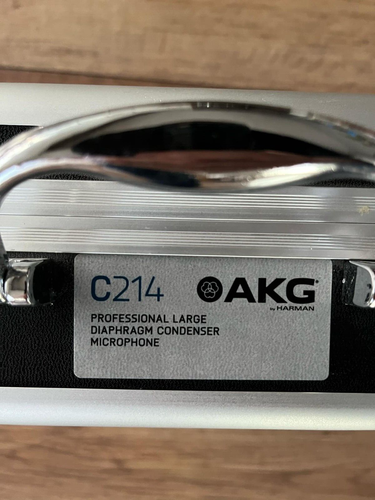 C214
AKG
by HARMAN
PROFESSIONAL LARGE
DIAPHRAGM CONDENSER
MICROPHONE